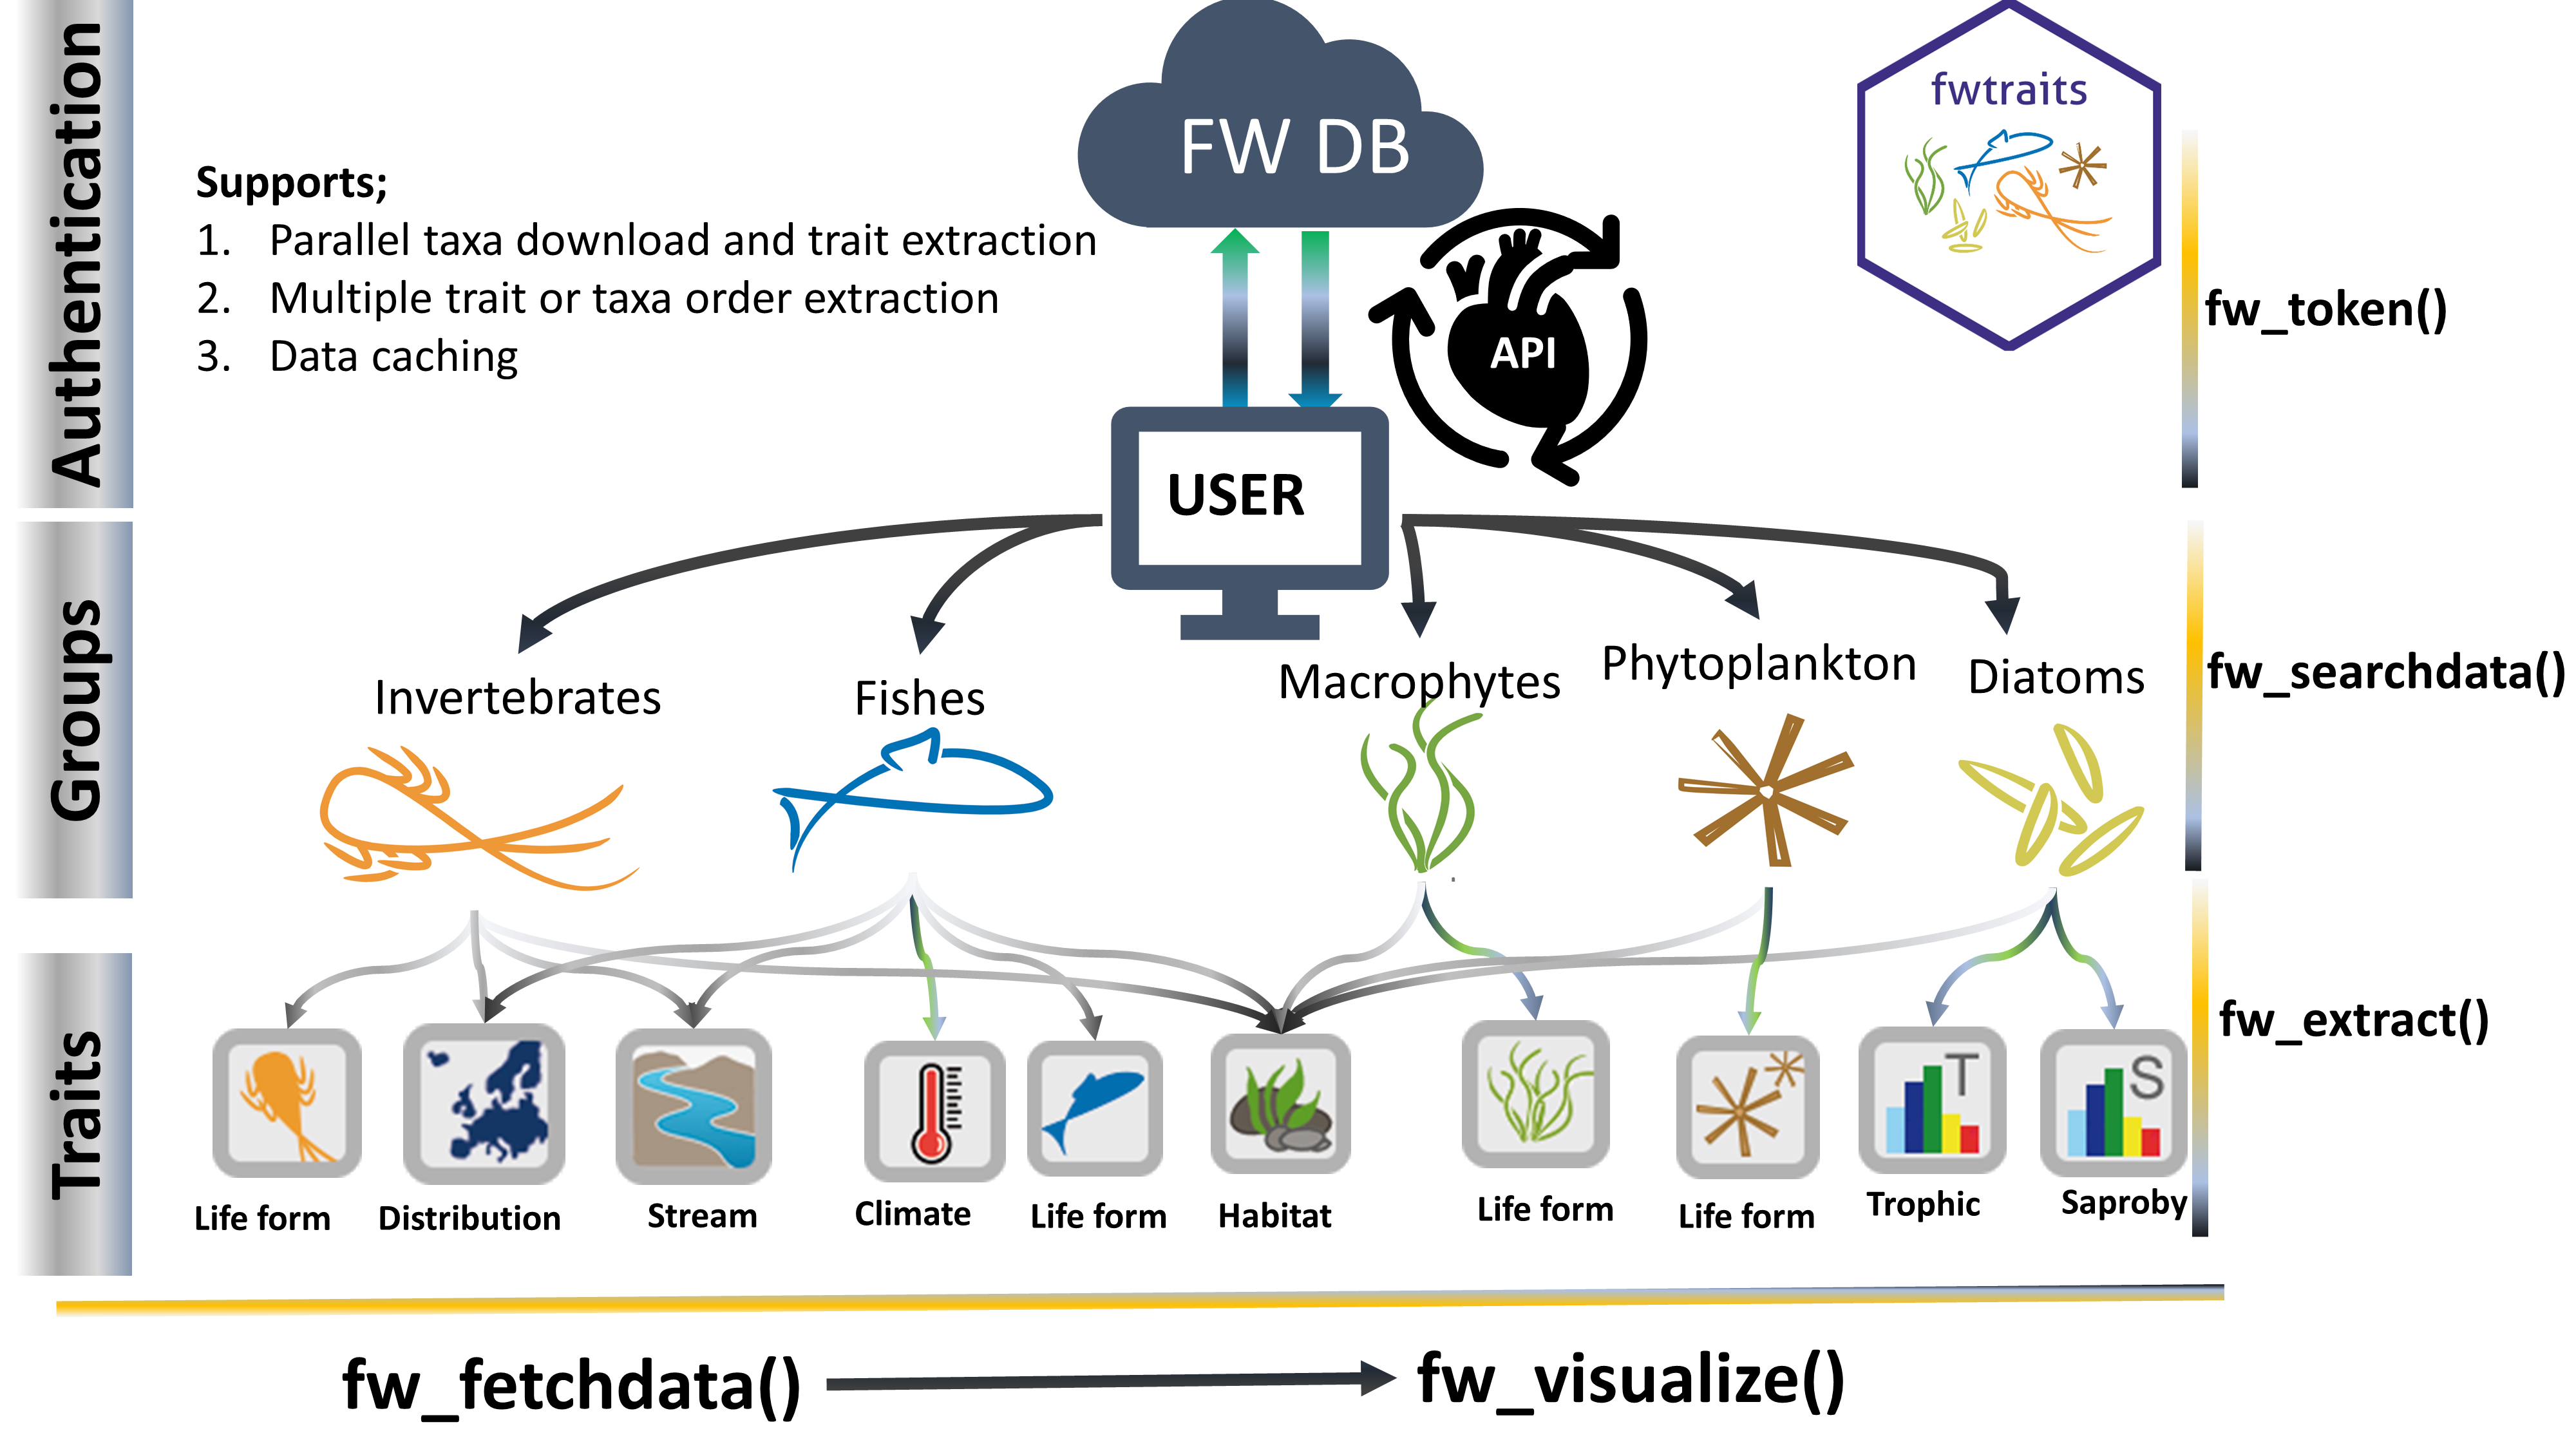 Authentication
Supports;
1. Parallel taxa download and trait extraction
2. Multiple trait or taxa order extraction
3. Data caching
FW DB
API
USER
fwtraits
fw_token()
Groups
Invertebrates
Fishes
Macrophytes
Phytoplankton
Diatoms
fw_searchdata()
Traits
T
S
Life form
Distribution
Stream
Climate
Life form
Habitat
Life form
Life form
Trophic
Saproby
fw_extract()
fw_fetchdata()
fw_visualize()